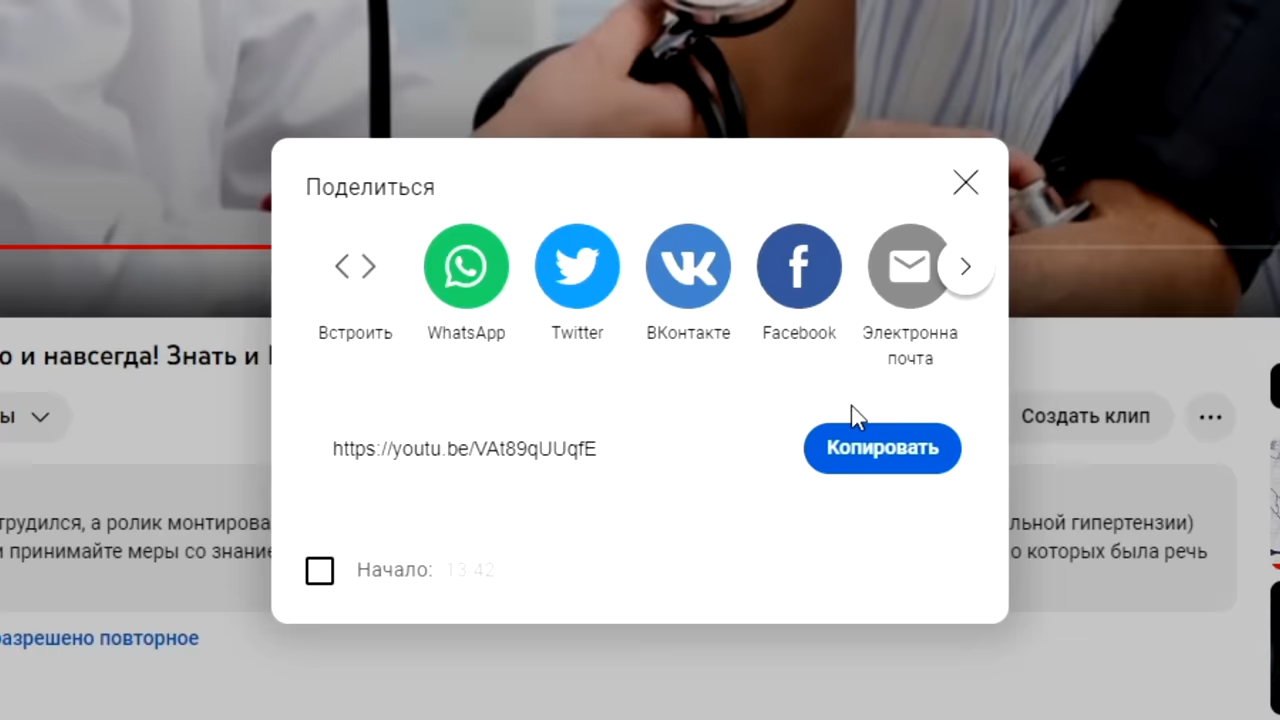 Поделиться
Встроить
WhatsApp
Twitter
ВКонтакте
Facebook
Электронна
почта
о и навсегда! Знать и
ы
Создать клип
https://youtu.be/VAt89qUUqfE
Копировать
трудился, а ролик монтирова
льной гипертензии)
и принимайте меры со знание
о которых была речь
Начало: 13 42
разрешено повторное